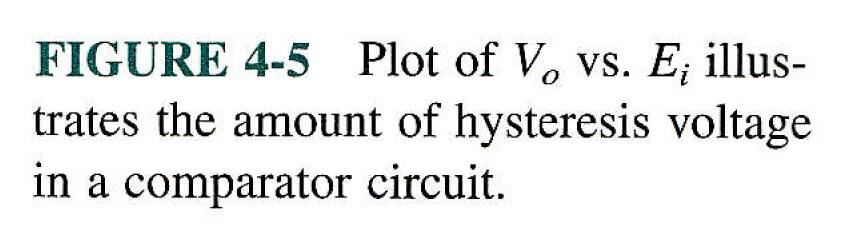 FIGURE 4-5 Plot of Vₒ vs. Eᵢ illus-
trates the amount of hysteresis voltage
in a comparator circuit.